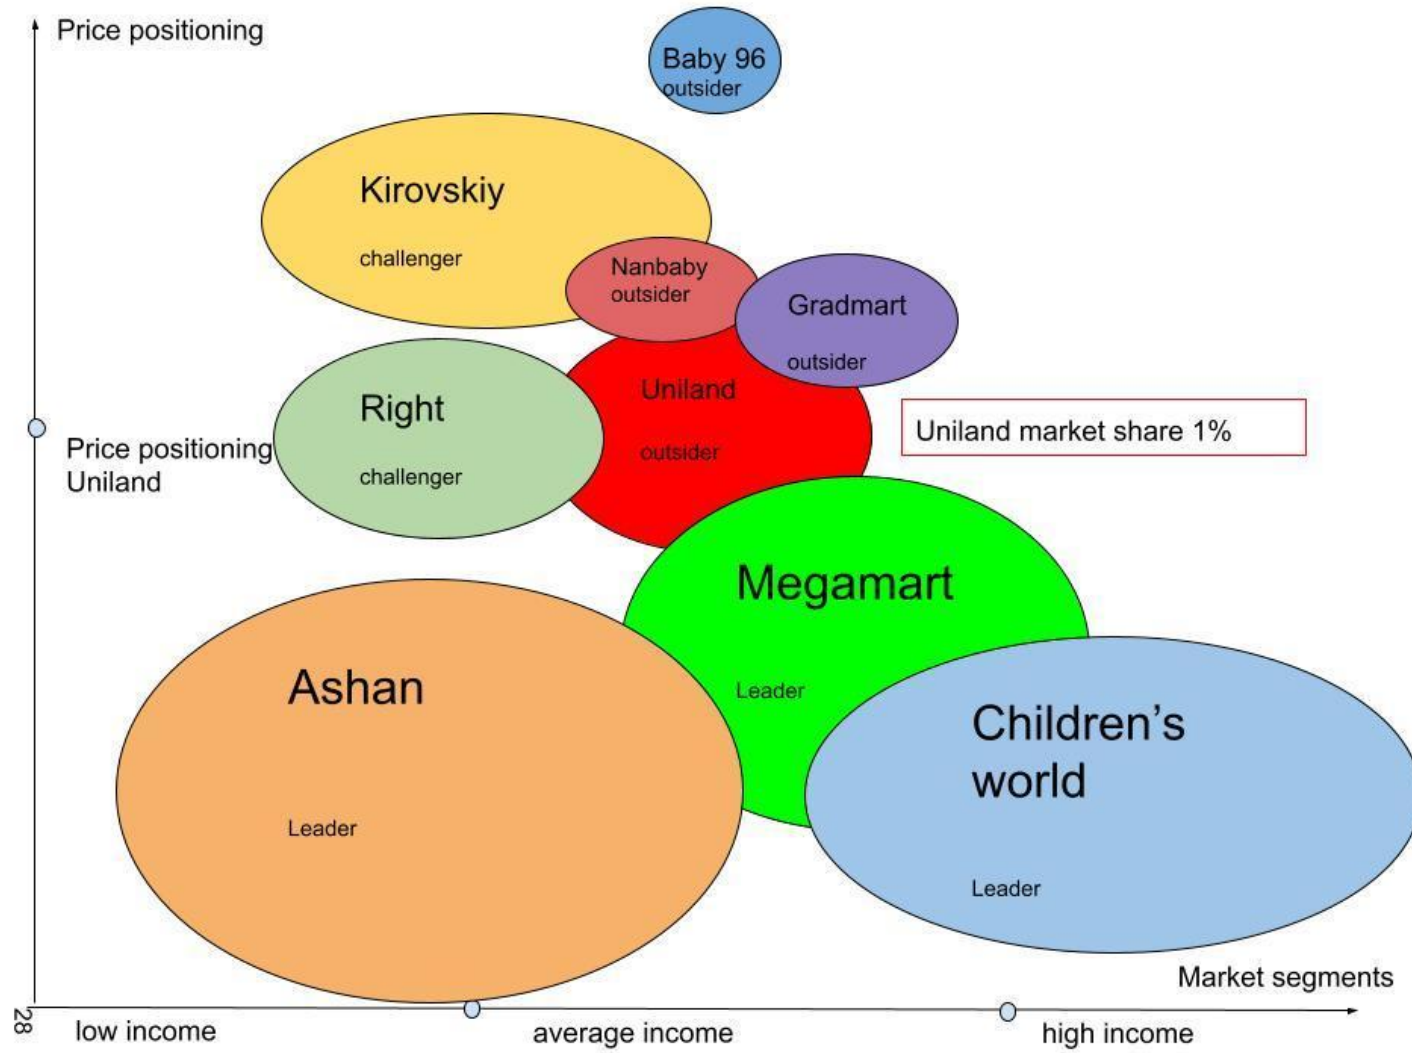 Price positioning
Baby 96
outsider
Kirovskiy
challenger
Nanbaby
outsider
Gradmart
outsider
Uniland
outsider
Right
challenger
Uniland market share 1%
Price positioning
Uniland
Megamart
Leader
Ashan
Leader
Children’s
world
Leader
Market segments
28
low income
average income
high income